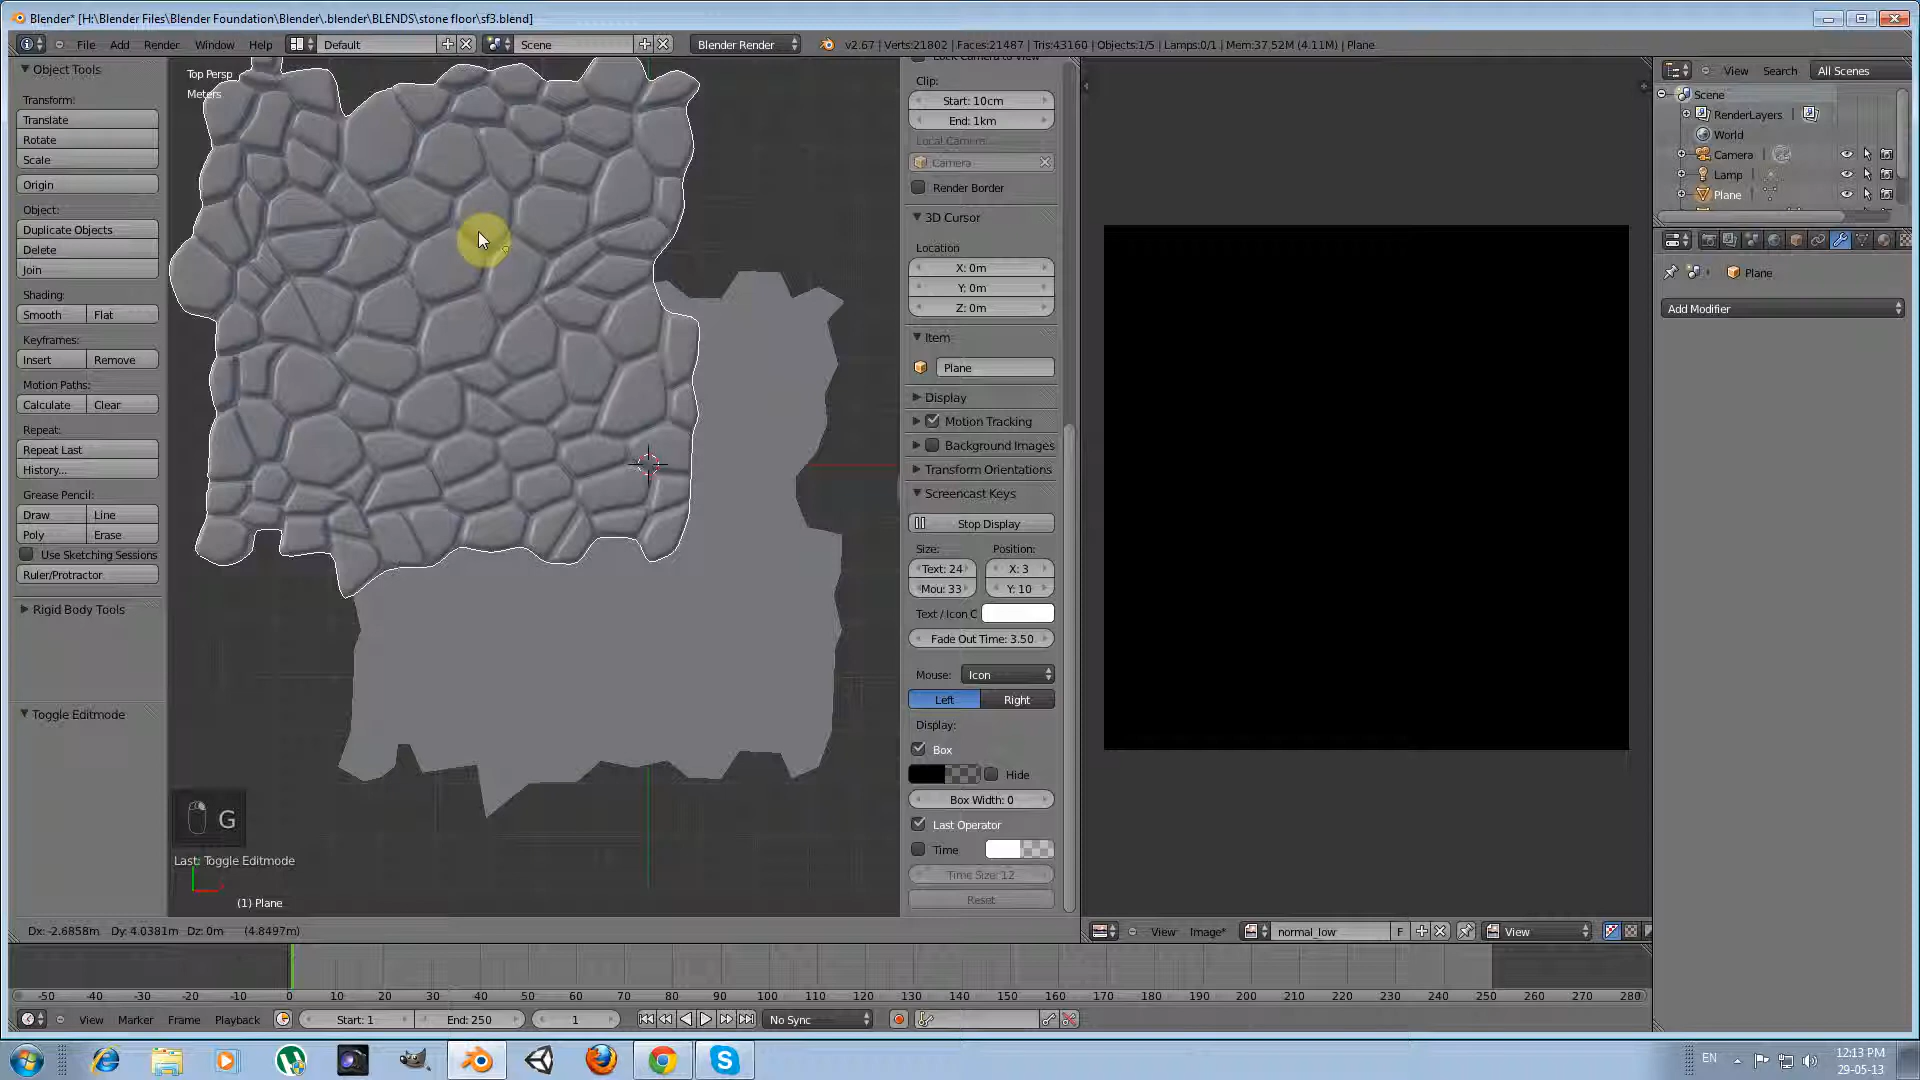 Blender* [H:\Blender Files\Blender Foundation\Blender\.blender\BLENDS\stone floor\sf3.blend]
File Add Render Window Help Default Scene Blender Render v2.67 | Verts:21802 | Faces:21487 | Tris:43160 | Objects:1/5 | Lamps:0/1 | Mem:37.52M (4.11M) | Plane
Object Tools
Transform:
Translate
Rotate
Scale
Origin
Object:
Duplicate Objects
Delete
Join
Shading:
Smooth Flat
Keyframes:
Insert Remove
Motion Paths:
Calculate Clear
Repeat:
Repeat Last
History...
Grease Pencil:
Draw Line
Poly Erase
Use Sketching Sessions
Ruler/Protractor
Rigid Body Tools
Toggle Editmode
Top Persp
Meters
G
Last: Toggle Editmode
(1) Plane
Dx: -2.6858m Dy: 4.0381m Dz: 0m (4.8497m)
Lock Camera to View
Clip:
Start: 10cm
End: 1km
Local Camera:
Camera
Render Border
3D Cursor
Location
X: 0m
Y: 0m
Z: 0m
Item
Plane
Display
Motion Tracking
Background Images
Transform Orientations
Screencast Keys
Stop Display
Size: Position:
Text: 24 X: 3
Mou: 33 Y: 10
Text / Icon C
Fade Out Time: 3.50
Mouse: Icon
Left Right
Display:
Box
Hide
Box Width: 0
Last Operator
Time
Time Size: 12
Reset
View Image* normal_low F View
View Search All Scenes
Scene
RenderLayers
World
Camera
Lamp
Plane
Plane
Add Modifier
-50 -40 -30 -20 -10 0 10 20 30 40 50 60 70 80 90 100 110 120 130 140 150 160 170 180 190 200 210 220 230 240 250 260 270 280
View Marker Frame Playback Start: 1 End: 250 1 No Sync
EN 12:13 PM
29-05-13